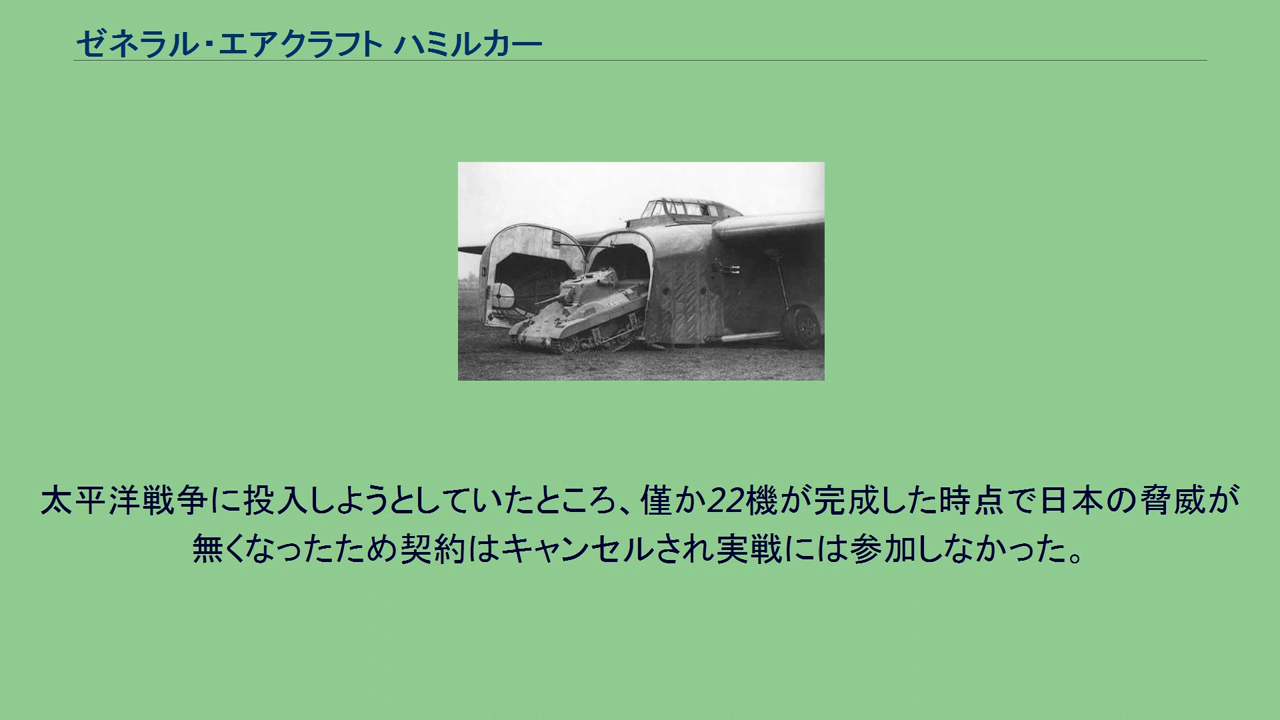 ゼネラル・エアクラフト ハミルカー
太平洋戦争に投入しようとしていたところ、僅か22機が完成した時点で日本の脅威が
無くなったため契約はキャンセルされ実戦には参加しなかった。